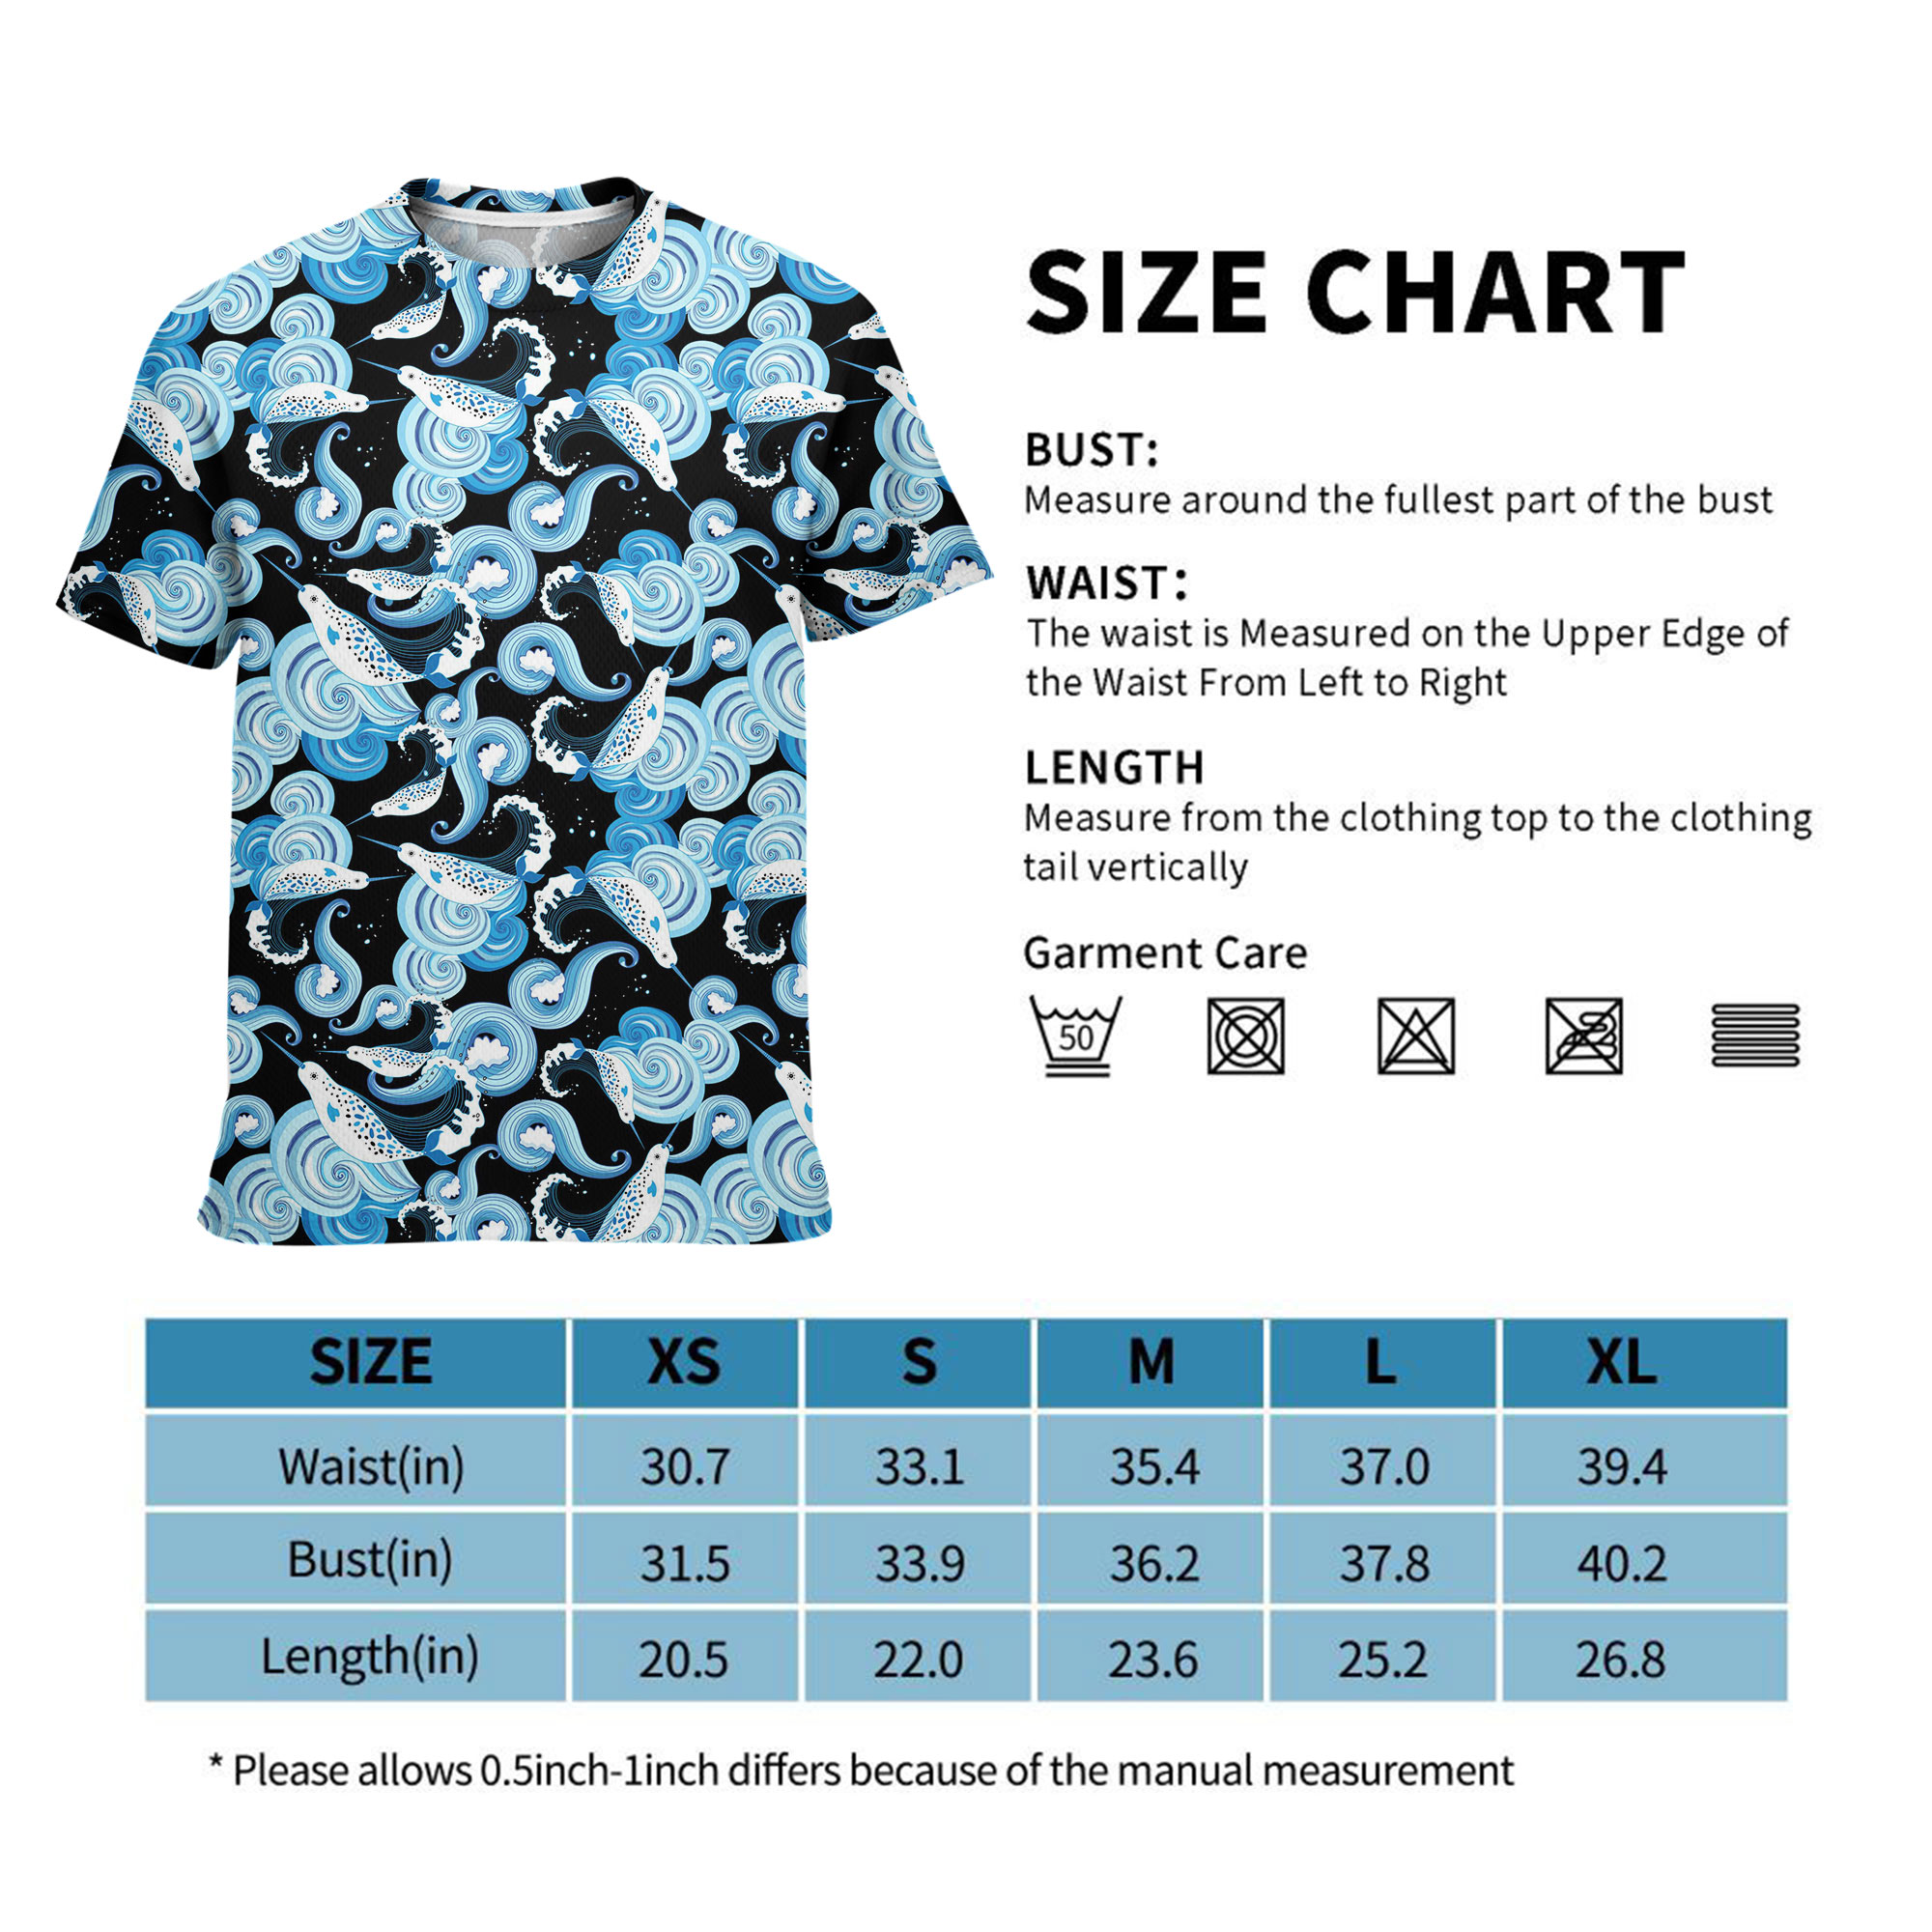 SIZE CHART
BUST:
Measure around the fullest part of the bust
WAIST:
The waist is Measured on the Upper Edge of
the Waist From Left to Right
LENGTH
Measure from the clothing top to the clothing
tail vertically
Garment Care
50
SIZE XS S M L XL
Waist(in) 30.7 33.1 35.4 37.0 39.4
Bust(in) 31.5 33.9 36.2 37.8 40.2
Length(in) 20.5 22.0 23.6 25.2 26.8
* Please allows 0.5inch-1inch differs because of the manual measurement